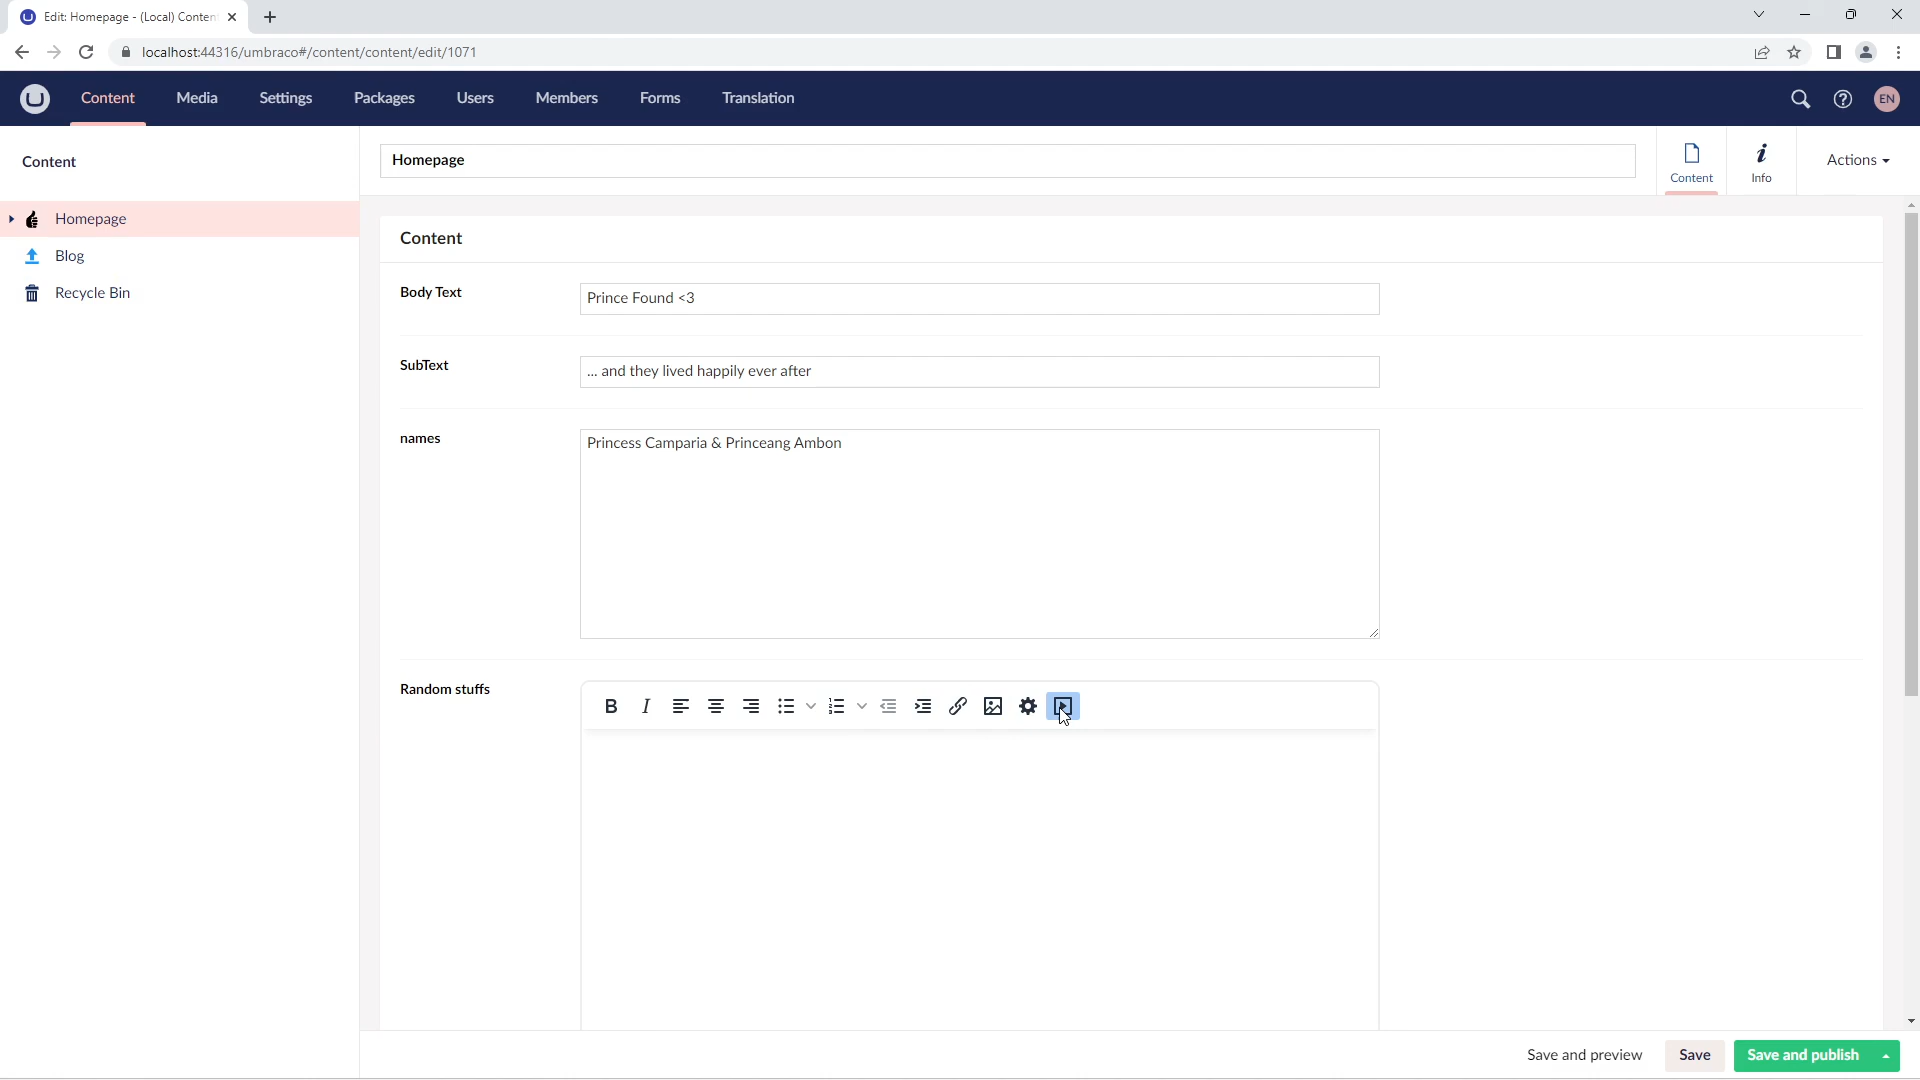 Edit: Homepage - (Local) Conten
localhost:44316/umbraco#/content/content/edit/1071
Content Media Settings Packages Users Members Forms Translation EN
Content
Homepage
Blog
Recycle Bin
Homepage
Content
Info
Actions
Content
Body Text
Prince Found <3
SubText
... and they lived happily ever after
names
Princess Camparia & Princeang Ambon
Random stuffs
B I
Save and preview Save Save and publish